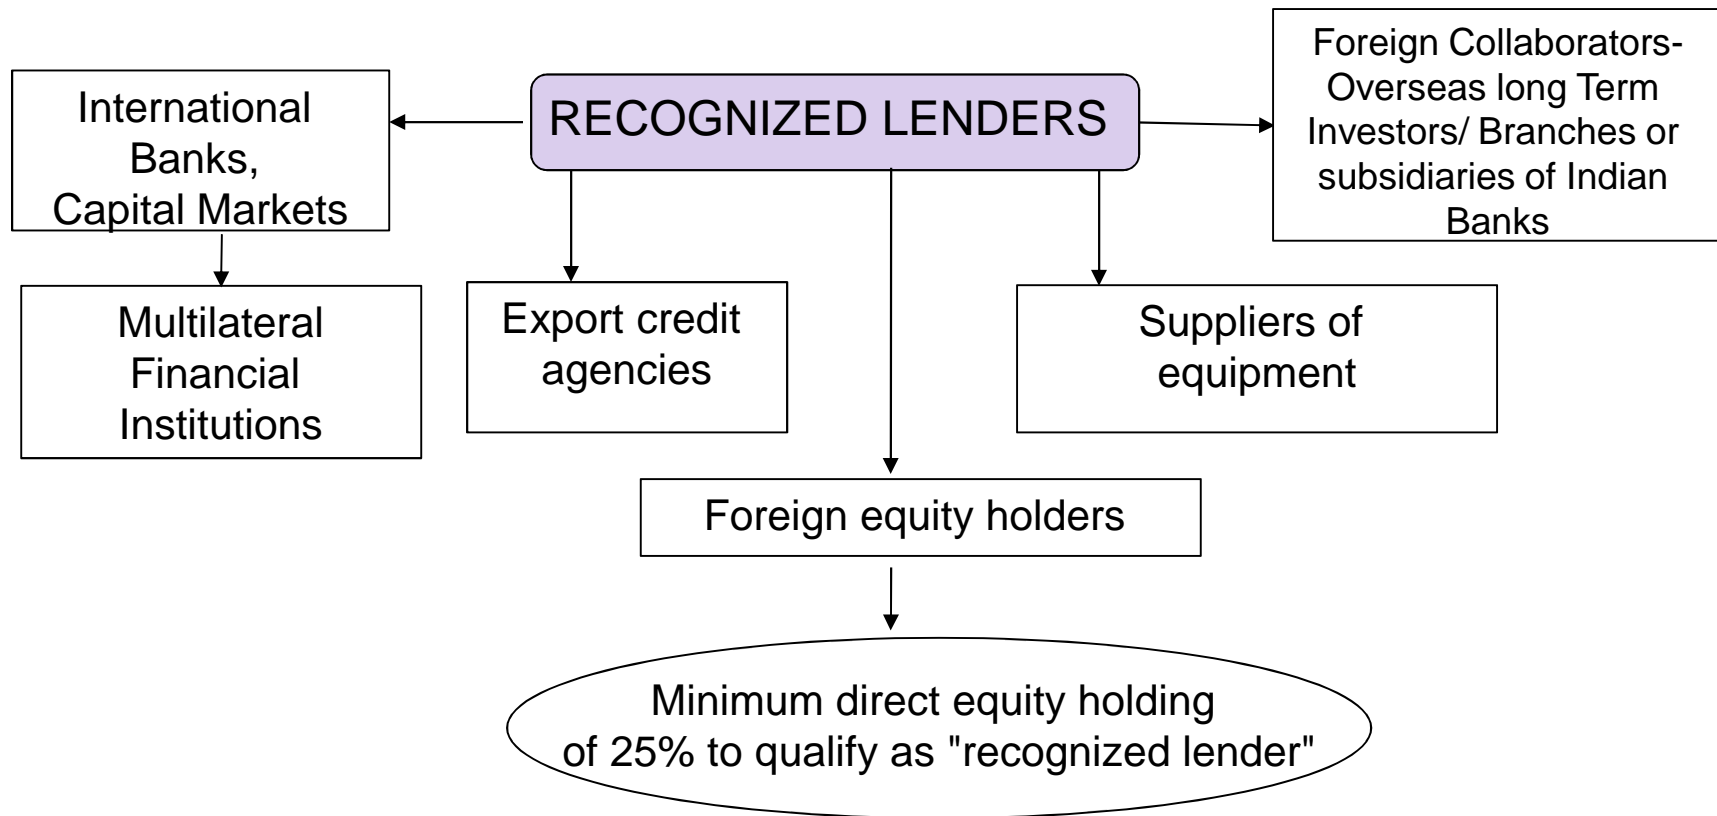 RECOGNIZED LENDERS
International
Banks,
Capital Markets
Foreign Collaborators-
Overseas long Term
Investors/ Branches or
subsidiaries of Indian
Banks
Multilateral
Financial
Institutions
Export credit
agencies
Suppliers of
equipment
Foreign equity holders
Minimum direct equity holding
of 25% to qualify as "recognized lender"